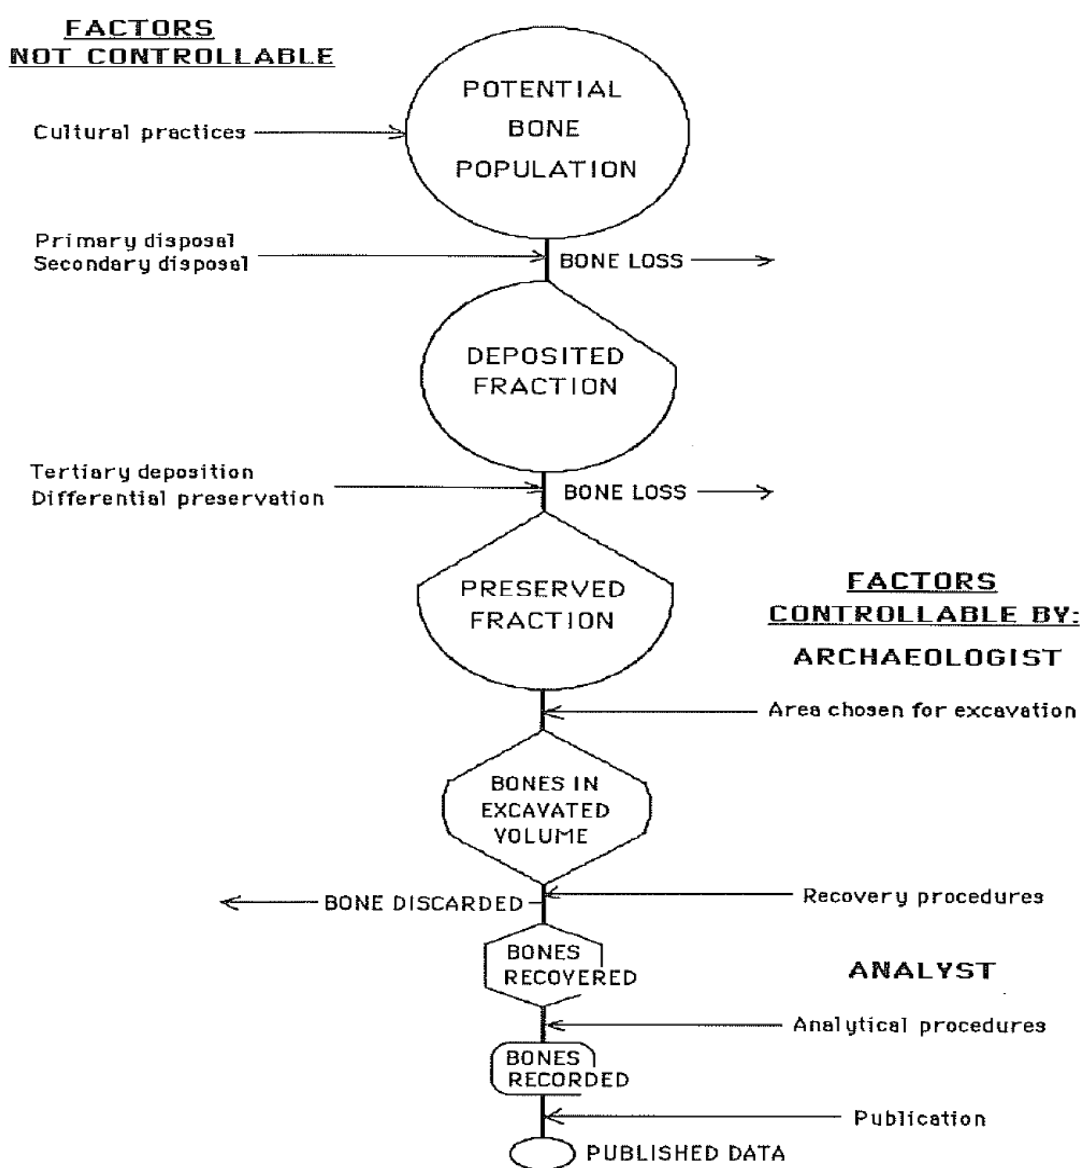 FACTORS
NOT CONTROLLABLE
POTENTIAL
BONE
POPULATION
Cultural practices
Primary disposal
Secondary disposal
BONE LOSS
DEPOSITED
FRACTION
Tertiary deposition
Differential preservation
BONE LOSS
PRESERVED
FRACTION
FACTORS
CONTROLLABLE BY:
ARCHAEOLOGIST
Area chosen for excavation
BONES IN
EXCAVATED
VOLUME
BONE DISCARDED
Recovery procedures
BONES
RECOVERED
ANALYST
Analytical procedures
BONES
RECORDED
Publication
PUBLISHED DATA